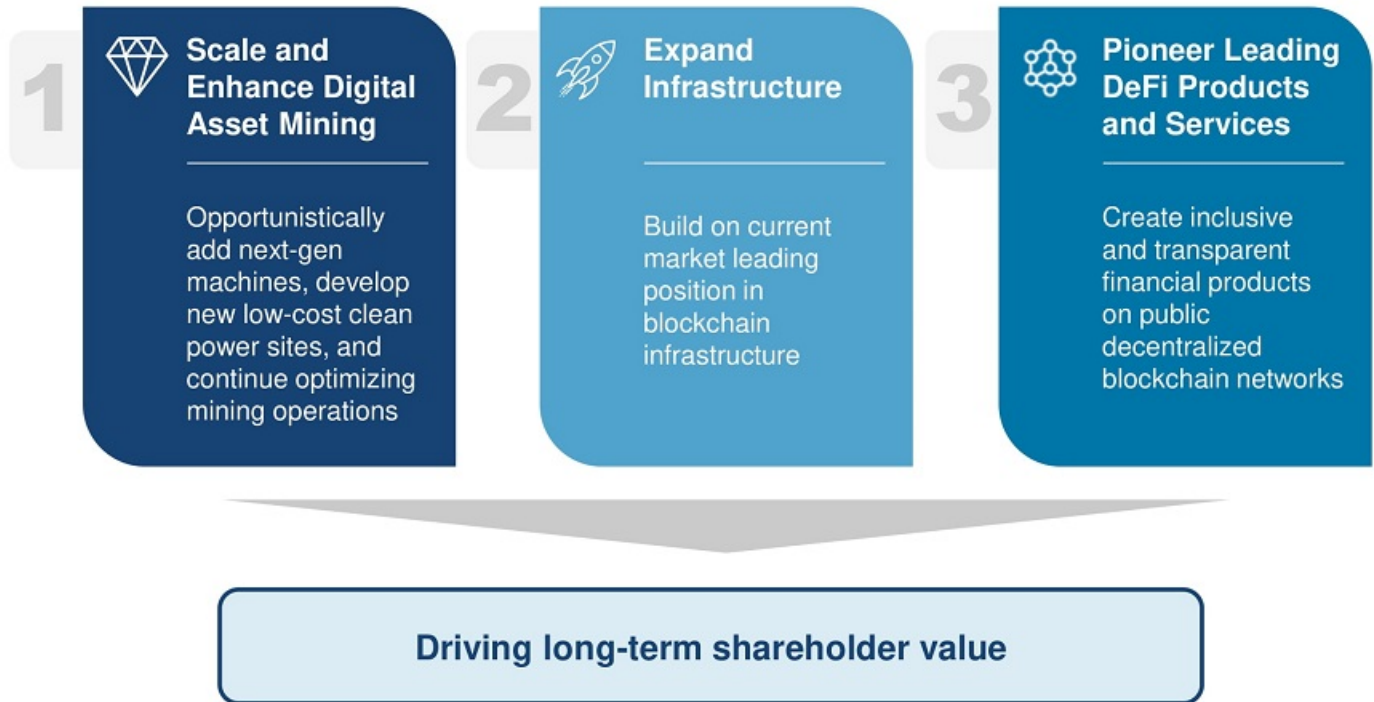 1
Scale and
Enhance Digital
Asset Mining
Opportunistically
add next-gen
machines, develop
new low-cost clean
power sites, and
continue optimizing
mining operations
2
Expand
Infrastructure
Build on current
market leading
position in
blockchain
infrastructure
3
Pioneer Leading
DeFi Products
and Services
Create inclusive
and transparent
financial products
on public
decentralized
blockchain networks
Driving long-term shareholder value